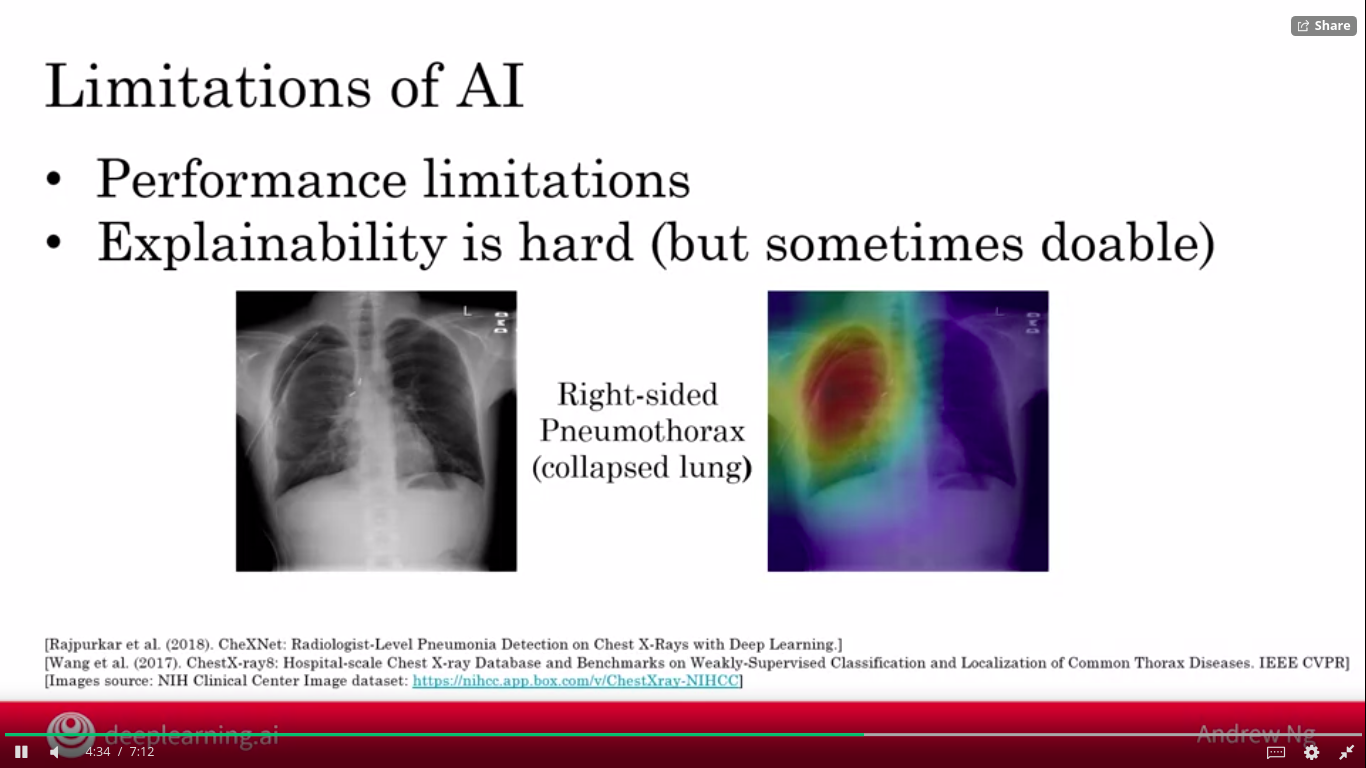 Share
Limitations of AI
• Performance limitations
• Explainability is hard (but sometimes doable)
L
L
Right-sided
Pneumothorax
(collapsed lung)
[Rajpurkar et al. (2018). CheXNet: Radiologist-Level Pneumonia Detection on Chest X-Rays with Deep Learning.]
[Wang et al. (2017). ChestX-ray8: Hospital-scale Chest X-ray Database and Benchmarks on Weakly-Supervised Classification and Localization of Common Thorax Diseases. IEEE CVPR]
[Images source: NIH Clinical Center Image dataset: https://nihcc.app.box.com/v/ChestXray-NIHCC]
deeplearning.ai
Andrew Ng
4:34 / 7:12